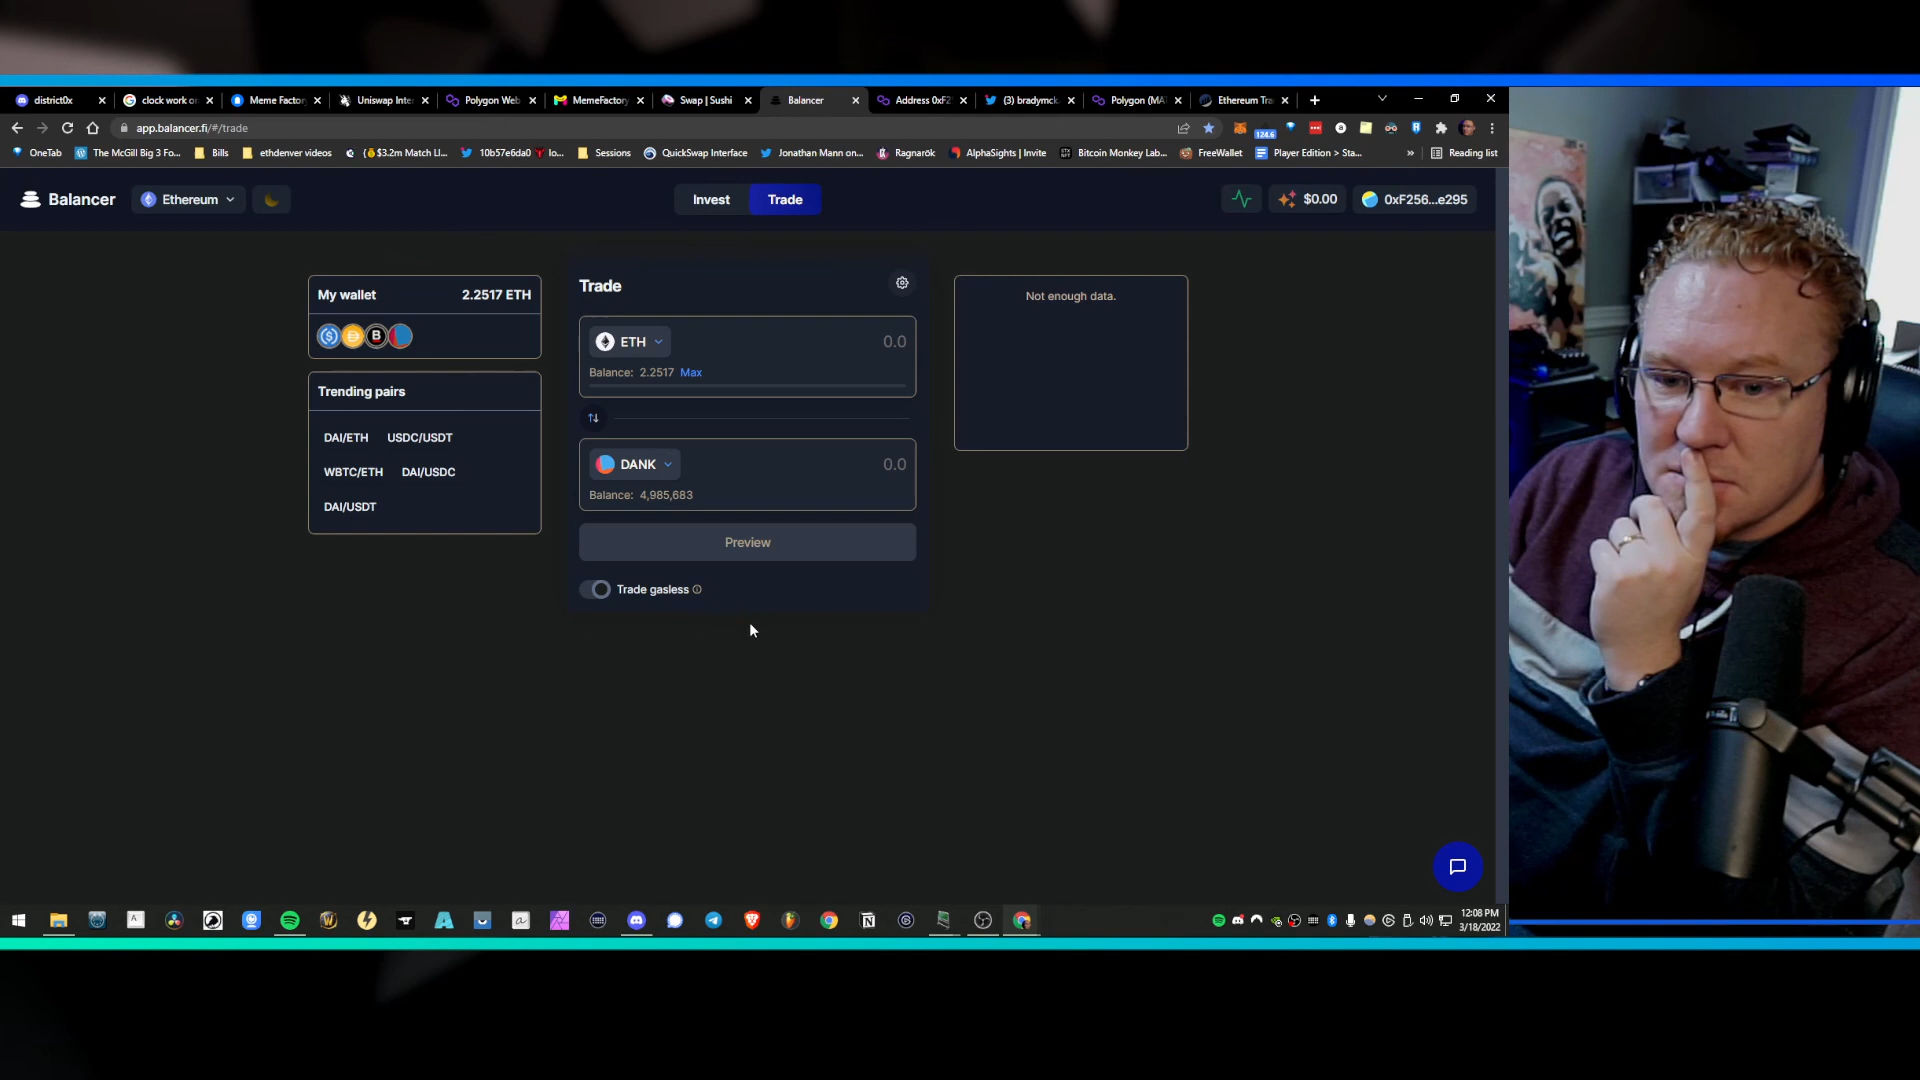 district0x
clock work or
Meme Factor
Uniswap Inte
Polygon Web
MemeFactory
Swap | Sushi
Balancer
Address 0xF2
(3) bradymck
Polygon (MA
Ethereum Tra
app.balancer.fi/#/trade
124.6
OneTab
The McGill Big 3 Fo...
Bills
ethdenver videos
$3.2m Match LI...
10b57e6da0
lo...
Sessions
QuickSwap Interface
Jonathan Mann on...
Ragnarök
AlphaSights | Invite
Bitcoin Monkey Lab...
FreeWallet
Player Edition > Sta...
»
Reading list
Balancer
Ethereum
Invest
Trade
$0.00
0xF256...e295
My wallet
2.2517 ETH
Trending pairs
DAI/ETH USDC/USDT
WBTC/ETH DAI/USDC
DAI/USDT
Trade
ETH
0.0
Balance: 2.2517 Max
DANK
0.0
Balance: 4,985,683
Preview
Trade gasless
Not enough data.
12:08 PM
3/18/2022